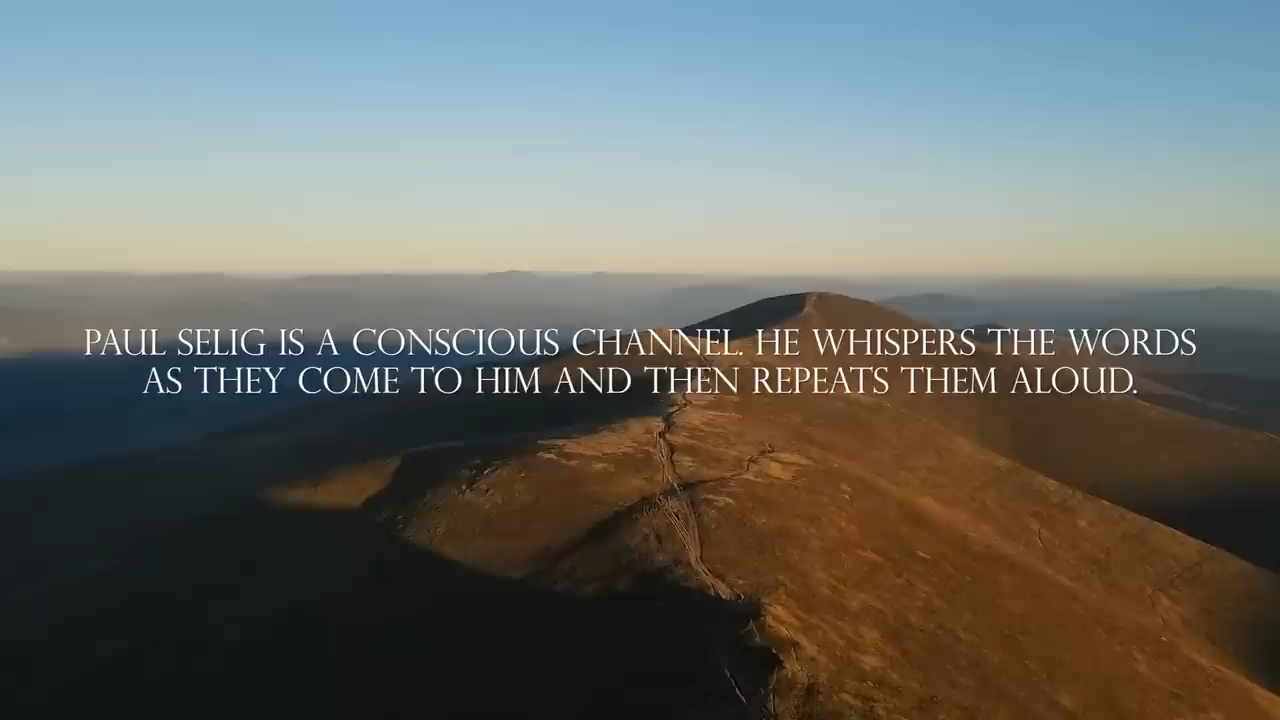 PAUL SELIG IS A CONSCIOUS CHANNEL. HE WHISPERS THE WORDS
AS THEY COME TO HIM AND THEN REPEATS THEM ALOUD.